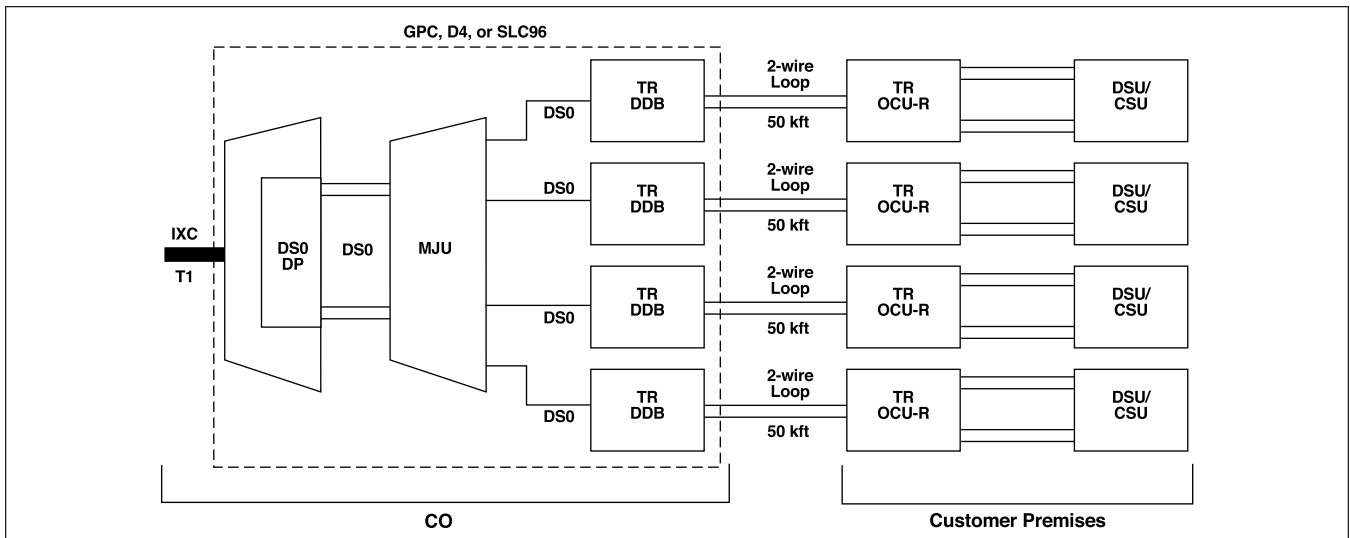 GPC, D4, or SLC96
IXC
T1
DS0
DP
DS0
MJU
DS0
TR
DDB
2-wire
Loop
50 kft
TR
OCU-R
DSU/
CSU
DS0
TR
DDB
2-wire
Loop
50 kft
TR
OCU-R
DSU/
CSU
DS0
TR
DDB
2-wire
Loop
50 kft
TR
OCU-R
DSU/
CSU
DS0
TR
DDB
2-wire
Loop
50 kft
TR
OCU-R
DSU/
CSU
CO
Customer Premises